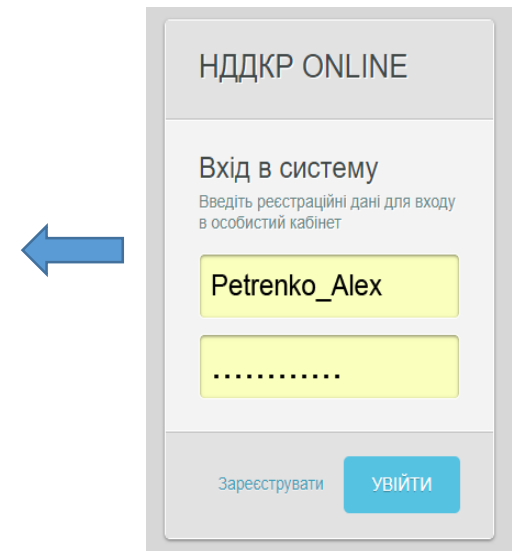 НДДКР ONLINE
Вхід в систему
Введіть реєстраційні дані для входу
в особистий кабінет
Petrenko_Alex
............
Зареєструвати
УВІЙТИ